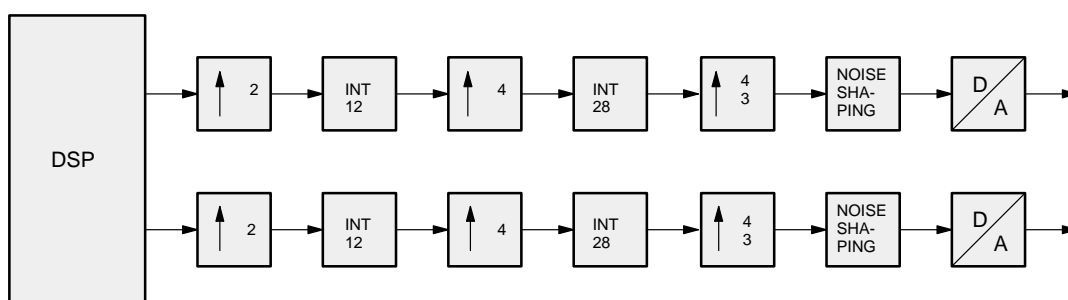 DSP
2
INT
12
4
INT
28
4
3
NOISE
SHA-
PING
D
A
2
INT
12
4
INT
28
4
3
NOISE
SHA-
PING
D
A